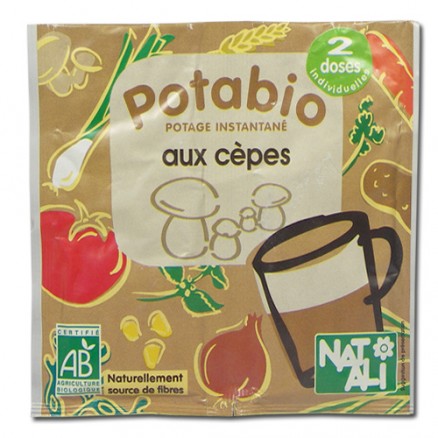 2
doses
individuelles
Potabio
POTAGE INSTANTANÉ
aux cèpes
CERTIFIÉ
AB
AGRICULTURE
BIOLOGIQUE
Naturellement
source de fibres
NAT
ALi